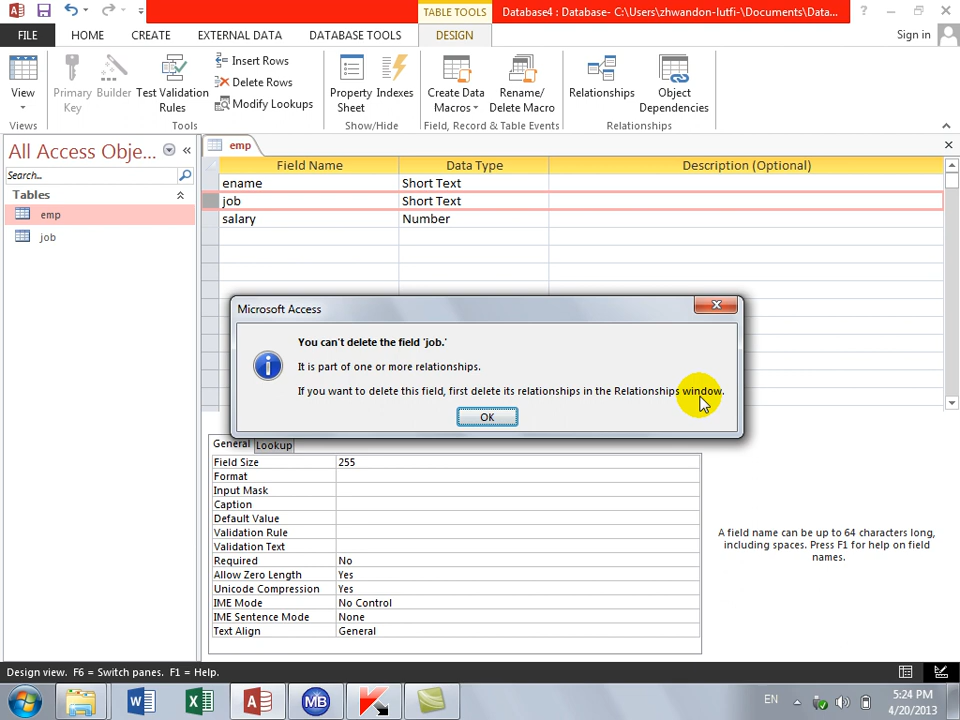 TABLE TOOLS
Database4 : Database- C:\Users\zhwandon-lutfi-\Documents\Data...
FILE HOME CREATE EXTERNAL DATA DATABASE TOOLS DESIGN Sign in
View
Primary Key
Builder
Test Validation Rules
Insert Rows
Delete Rows
Modify Lookups
Property Sheet
Indexes
Create Data Macros
Rename/ Delete Macro
Relationships
Object Dependencies
Views Tools Show/Hide Field, Record & Table Events Relationships
All Access Obje...
Search...
Tables
emp
job
emp
Field Name Data Type Description (Optional)
ename Short Text
job Short Text
salary Number
Microsoft Access
You can't delete the field 'job.'
It is part of one or more relationships.
If you want to delete this field, first delete its relationships in the Relationships window.
OK
General Lookup
Field Size 255
Format
Input Mask
Caption
Default Value
Validation Rule
Validation Text
Required No
Allow Zero Length Yes
Unicode Compression Yes
IME Mode No Control
IME Sentence Mode None
Text Align General
A field name can be up to 64 characters long,
including spaces. Press F1 for help on field
names.
Design view. F6 = Switch panes. F1 = Help.
MB
EN
5:24 PM
4/20/2013